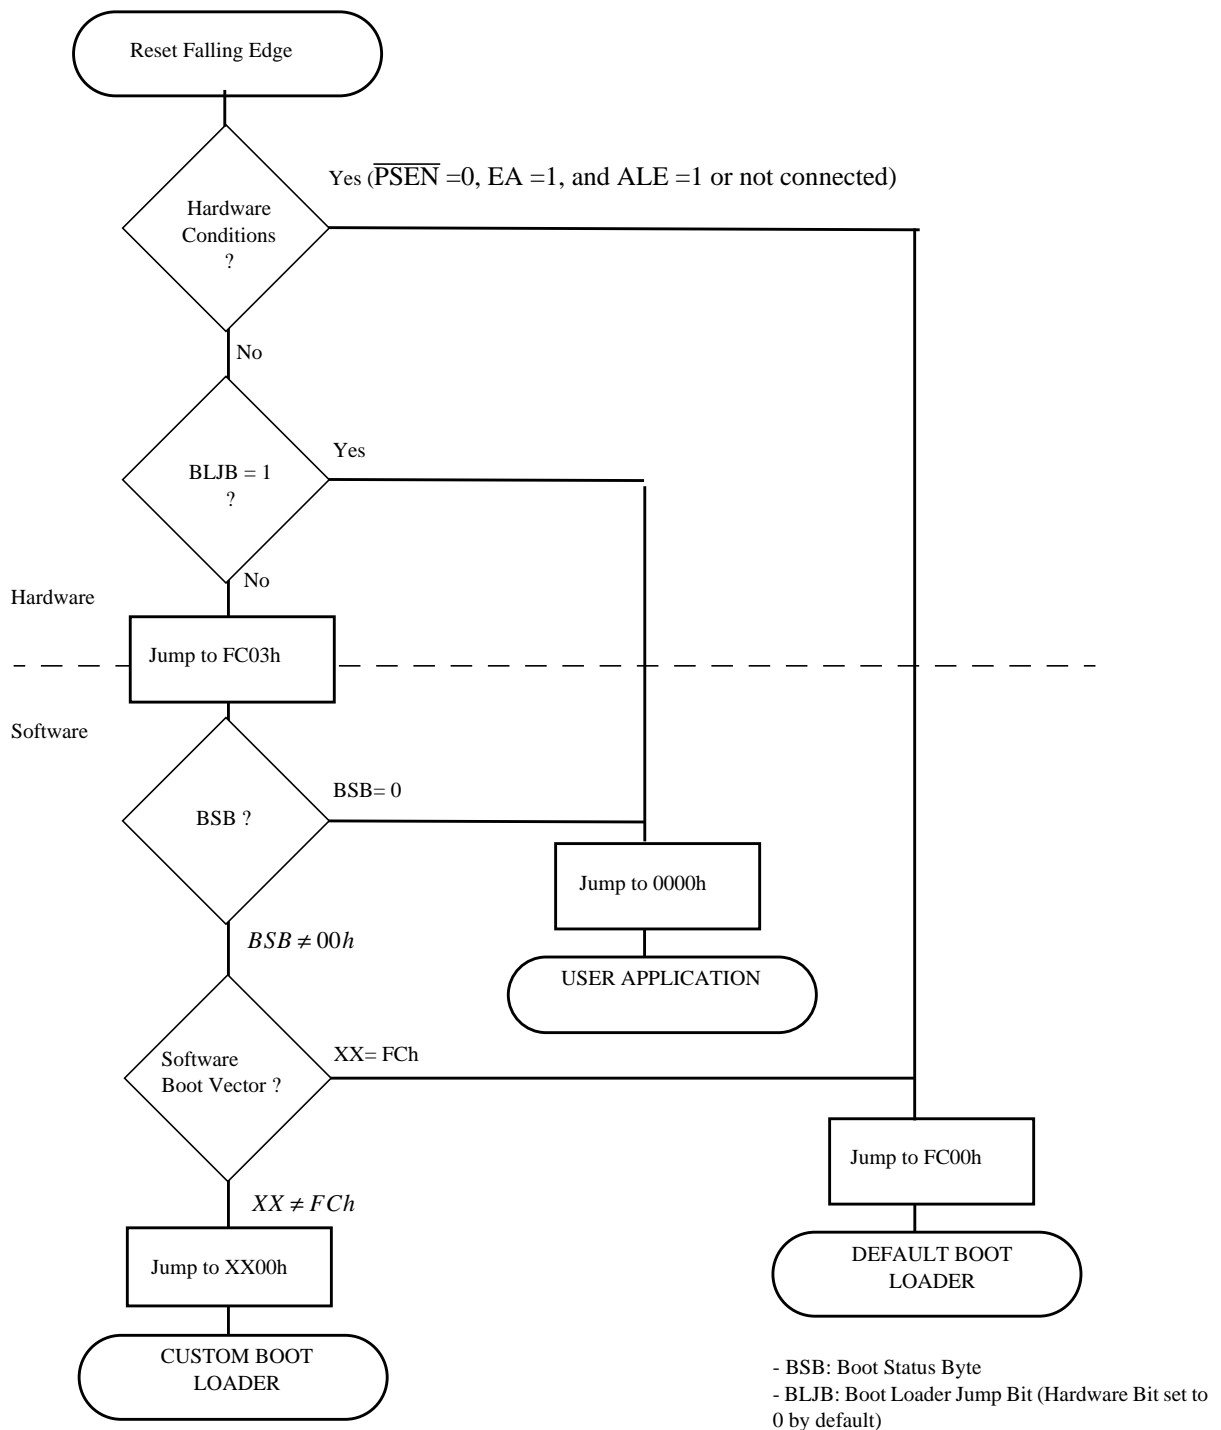 Reset Falling Edge
Yes (P̅S̅E̅N̅ =0, EA =1, and ALE =1 or not connected)
Hardware
Conditions
?
No
Yes
BLJB = 1
?
No
Hardware
Jump to FC03h
Software
BSB= 0
BSB ?
Jump to 0000h
BSB ≠ 00h
USER APPLICATION
XX= FCh
Software
Boot Vector ?
Jump to FC00h
XX ≠ FCh
DEFAULT BOOT
LOADER
Jump to XX00h
CUSTOM BOOT
LOADER
- BSB: Boot Status Byte
- BLJB: Boot Loader Jump Bit (Hardware Bit set to
0 by default)